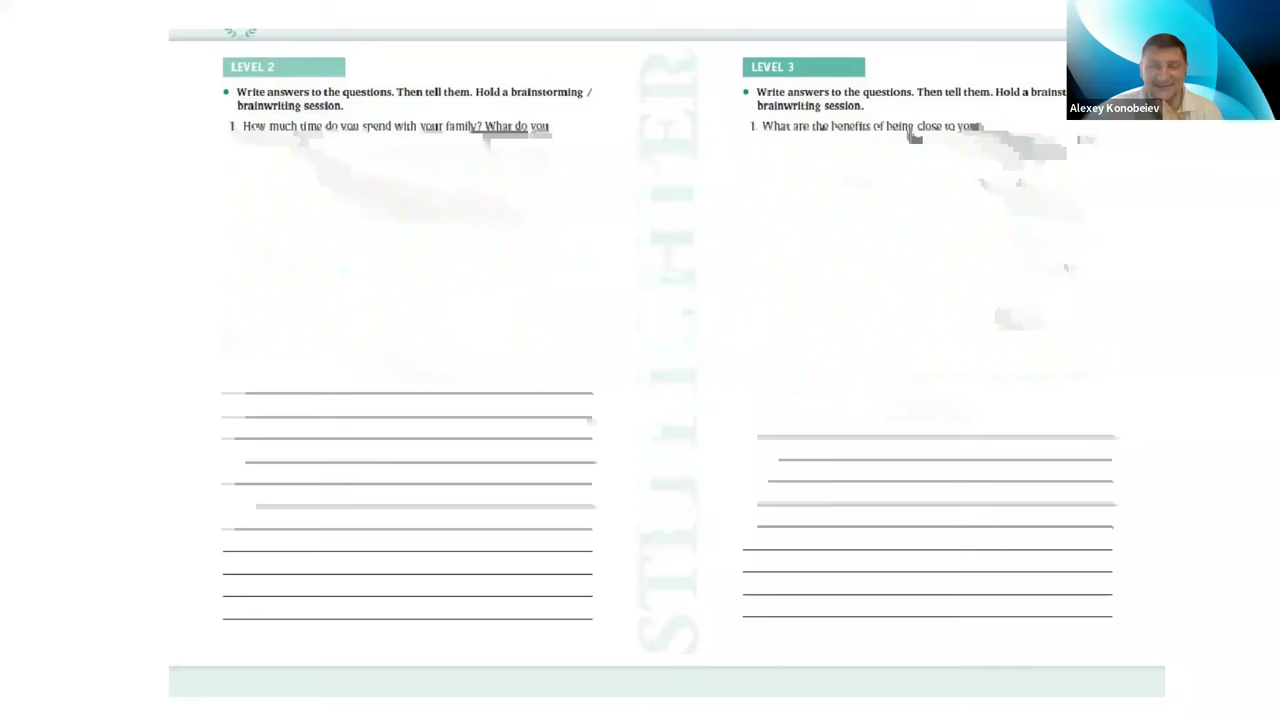 LEVEL 2
• Write answers to the questions. Then tell them. Hold a brainstorming /
brainwriting session.
1. How much time do you spend with your family? What do you
STULIGHTER
LEVEL 3
• Write answers to the questions. Then tell them. Hold a
brainwriting session.
1. What are the benefits of being close to your
Alexey Konobeiev